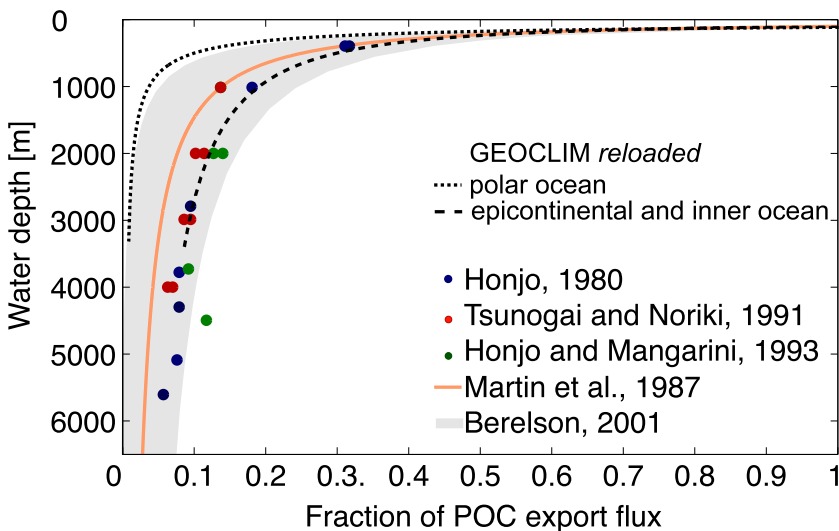 0
1000
2000
3000
4000
5000
6000
Water depth [m]
GEOCLIM reloaded
polar ocean
epicontinental and inner ocean
Honjo, 1980
Tsunogai and Noriki, 1991
Honjo and Mangarini, 1993
Martin et al., 1987
Berelson, 2001
0 0.1 0.2 0.3. 0.4 0.5 0.6 0.7 0.8 0.9 1
Fraction of POC export flux